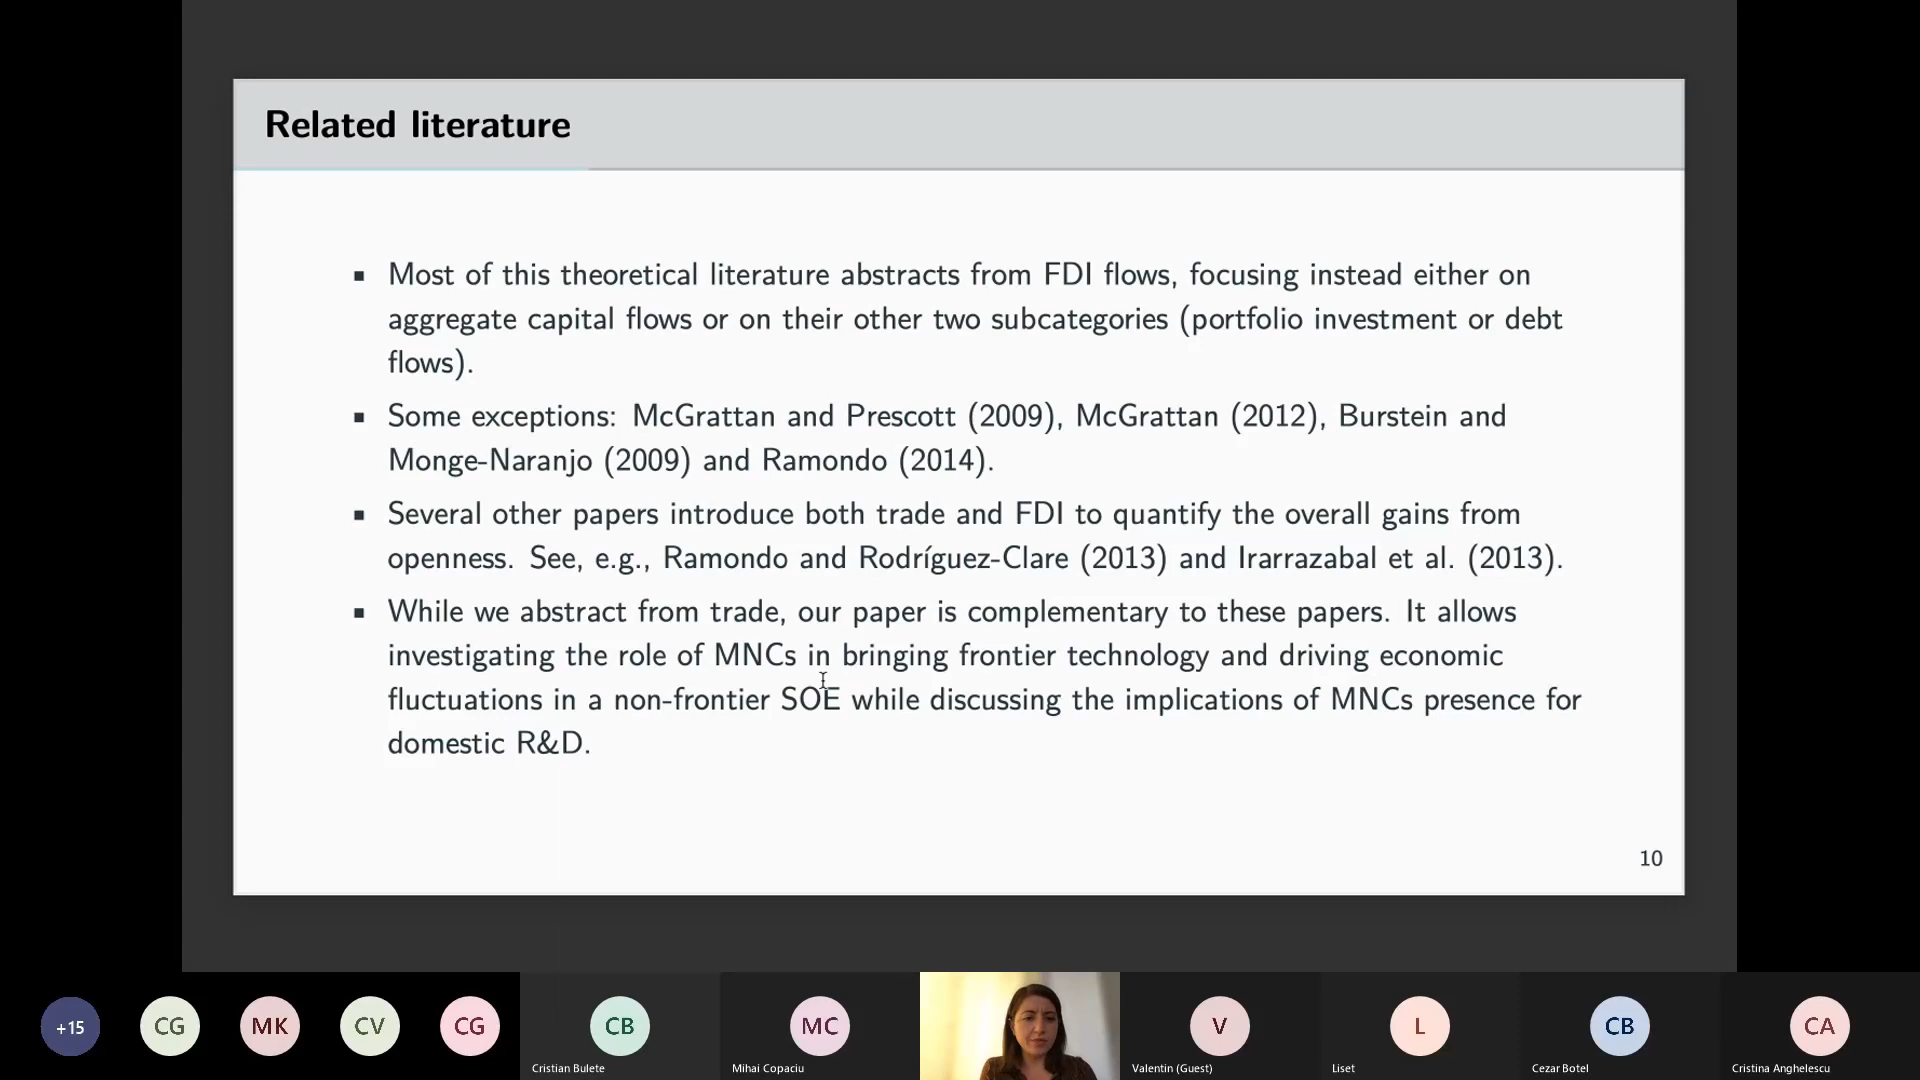 Related literature
Most of this theoretical literature abstracts from FDI flows, focusing instead either on
aggregate capital flows or on their other two subcategories (portfolio investment or debt
flows).
Some exceptions: McGrattan and Prescott (2009), McGrattan (2012), Burstein and
Monge-Naranjo (2009) and Ramondo (2014).
Several other papers introduce both trade and FDI to quantify the overall gains from
openness. See, e.g., Ramondo and Rodríguez-Clare (2013) and Irarrazabal et al. (2013).
While we abstract from trade, our paper is complementary to these papers. It allows
investigating the role of MNCs in bringing frontier technology and driving economic
fluctuations in a non-frontier SOE while discussing the implications of MNCs presence for
domestic R&D.
10
+15
CG
MK
CV
CG
CB
MC
V
L
CB
CA
Cristian Bulete
Mihai Copaciu
Valentin (Guest)
Liset
Cezar Botel
Cristina Anghelescu